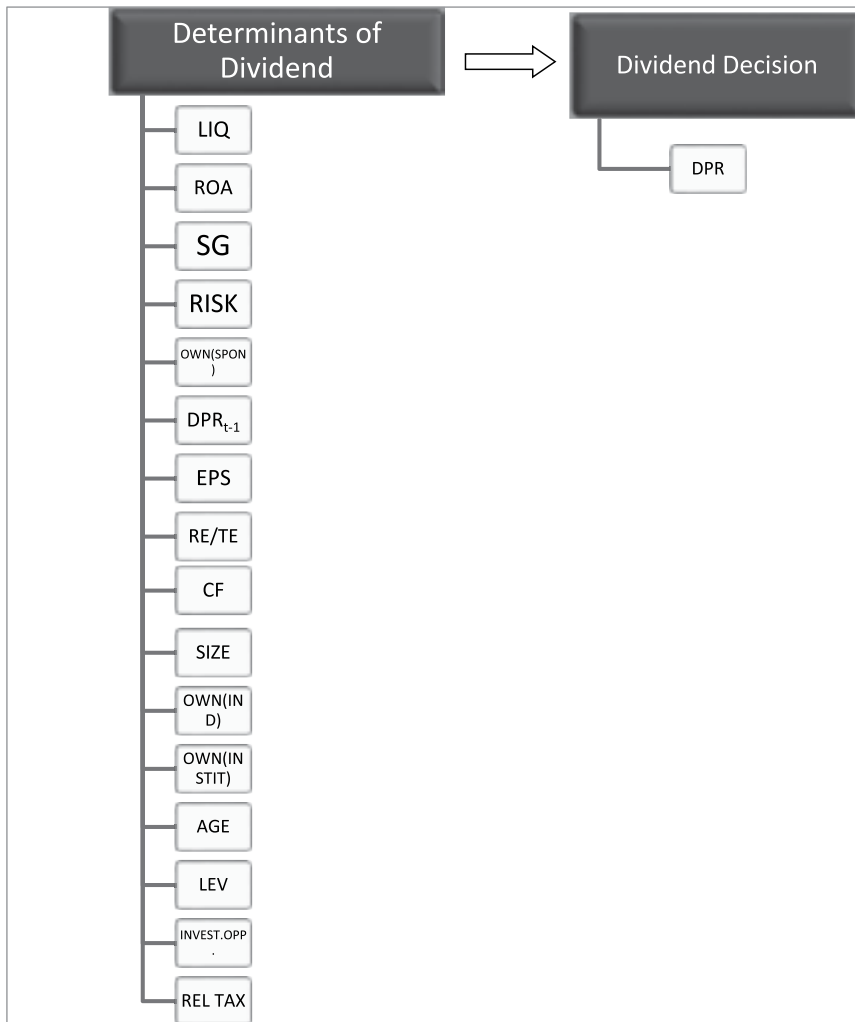 Determinants of
Dividend
Dividend Decision
LIQ
DPR
ROA
SG
RISK
OWN(SPON
)
DPRt-1
EPS
RE/TE
CF
SIZE
OWN(IN
D)
OWN(IN
STIT)
AGE
LEV
INVEST.OPP
.
REL TAX